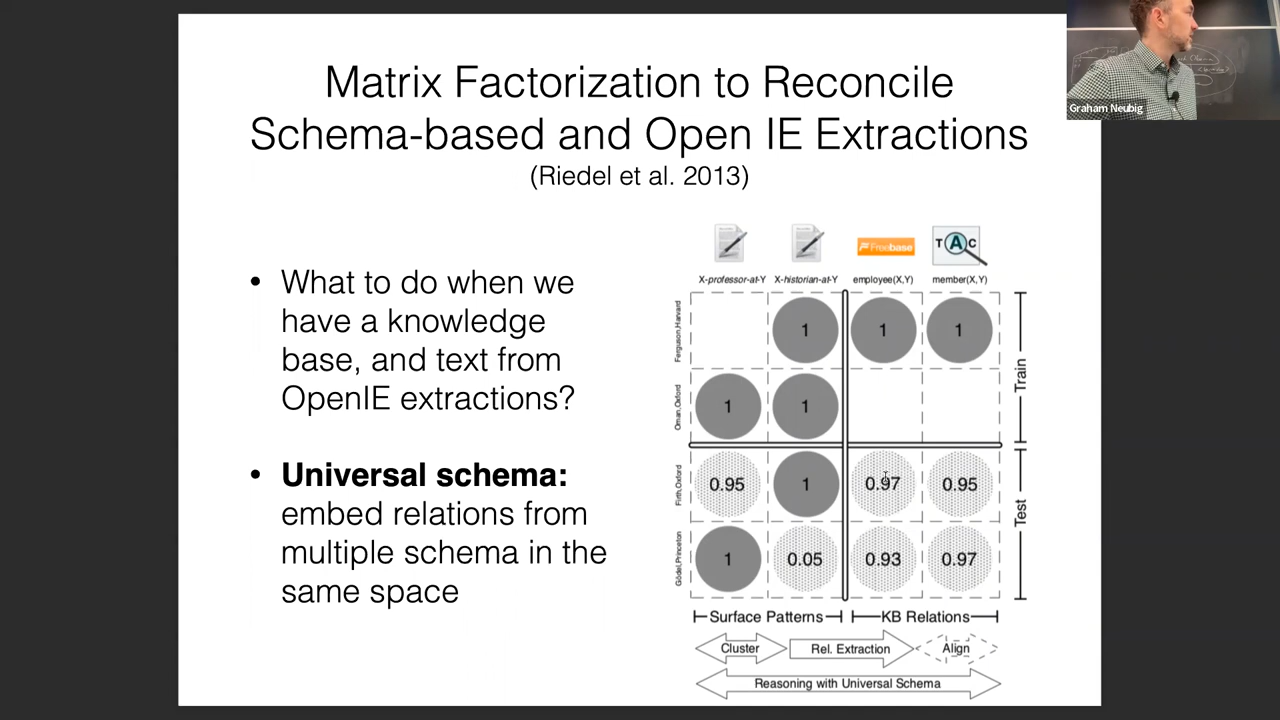 Matrix Factorization to Reconcile
Schema-based and Open IE Extractions
(Riedel et al. 2013)
Graham Neubig
• What to do when we
have a knowledge
base, and text from
OpenIE extractions?
• Universal schema:
embed relations from
multiple schema in the
same space
Freebase
TAC
X-professor-at-Y X-historian-at-Y employee(X,Y) member(X,Y)
Ferguson,Harvard
1 1 1
Oman,Oxford
1 1
Train
Firth,Oxford
0.95 1 0.97 0.95
Gödel,Princeton
1 0.05 0.93 0.97
Test
Surface Patterns KB Relations
Cluster Rel. Extraction Align
Reasoning with Universal Schema